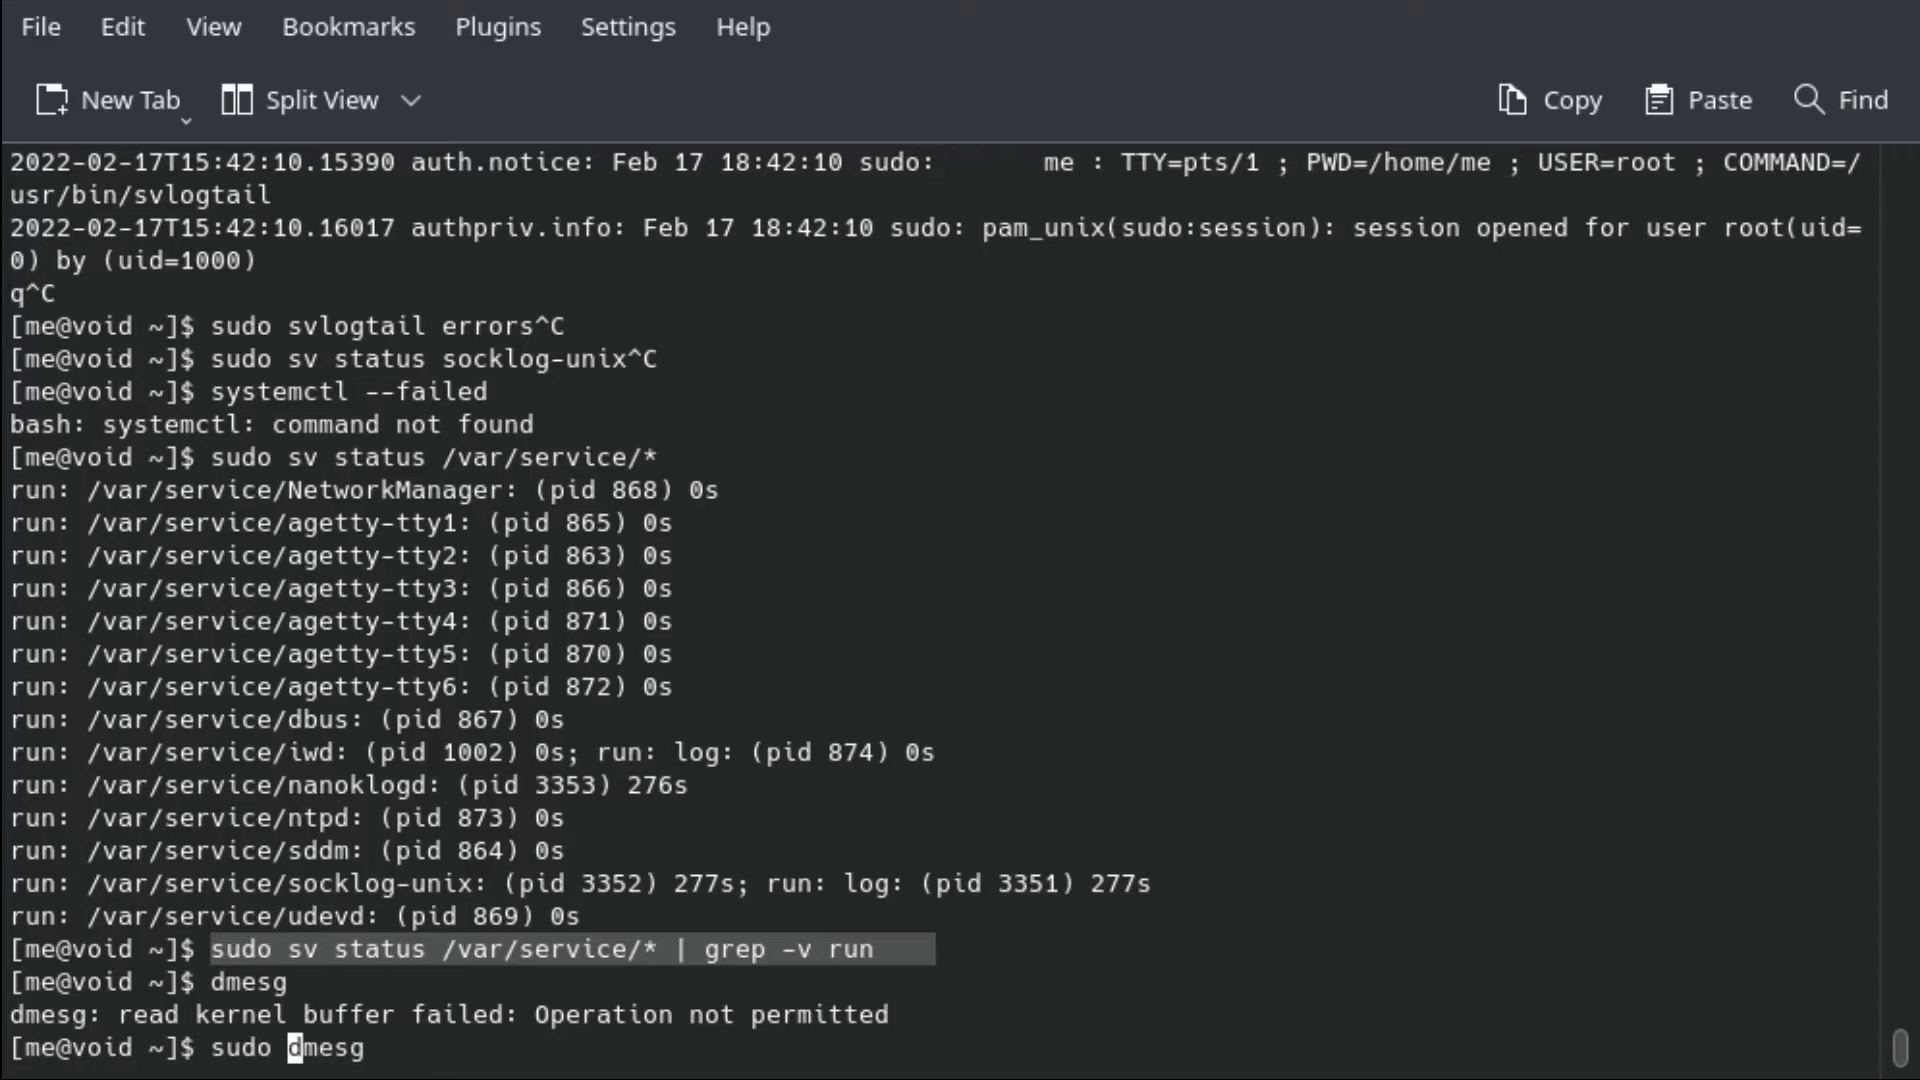 File Edit View Bookmarks Plugins Settings Help
New Tab Split View Copy Paste Find
2022-02-17T15:42:10.15390 auth.notice: Feb 17 18:42:10 sudo:       me : TTY=pts/1 ; PWD=/home/me ; USER=root ; COMMAND=/
usr/bin/svlogtail
2022-02-17T15:42:10.16017 authpriv.info: Feb 17 18:42:10 sudo: pam_unix(sudo:session): session opened for user root(uid=
0) by (uid=1000)
q^C
[me@void ~]$ sudo svlogtail errors^C
[me@void ~]$ sudo sv status socklog-unix^C
[me@void ~]$ systemctl --failed
bash: systemctl: command not found
[me@void ~]$ sudo sv status /var/service/*
run: /var/service/NetworkManager: (pid 868) 0s
run: /var/service/agetty-tty1: (pid 865) 0s
run: /var/service/agetty-tty2: (pid 863) 0s
run: /var/service/agetty-tty3: (pid 866) 0s
run: /var/service/agetty-tty4: (pid 871) 0s
run: /var/service/agetty-tty5: (pid 870) 0s
run: /var/service/agetty-tty6: (pid 872) 0s
run: /var/service/dbus: (pid 867) 0s
run: /var/service/iwd: (pid 1002) 0s; run: log: (pid 874) 0s
run: /var/service/nanoklogd: (pid 3353) 276s
run: /var/service/ntpd: (pid 873) 0s
run: /var/service/sddm: (pid 864) 0s
run: /var/service/socklog-unix: (pid 3352) 277s; run: log: (pid 3351) 277s
run: /var/service/udevd: (pid 869) 0s
[me@void ~]$ sudo sv status /var/service/* | grep -v run
[me@void ~]$ dmesg
dmesg: read kernel buffer failed: Operation not permitted
[me@void ~]$ sudo dmesg